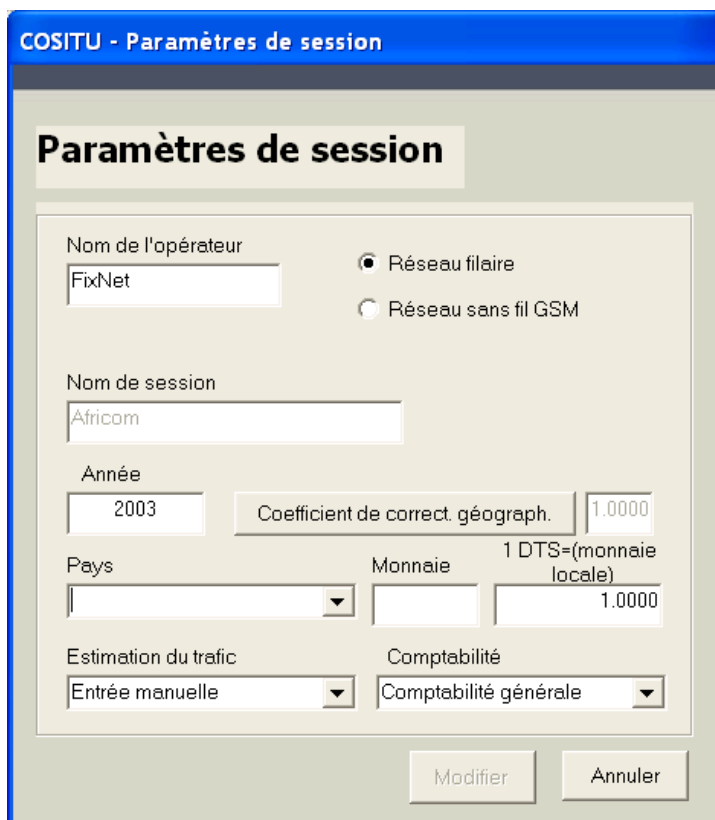 COSITU - Paramètres de session
Paramètres de session
Nom de l'opérateur
FixNet
Réseau filaire
Réseau sans fil GSM
Nom de session
Africom
Année
2003
Coefficient de correct. géograph.
1.0000
Pays
Monnaie
1 DTS=(monnaie
locale)
1.0000
Estimation du trafic
Comptabilité
Entrée manuelle
Comptabilité générale
Modifier
Annuler